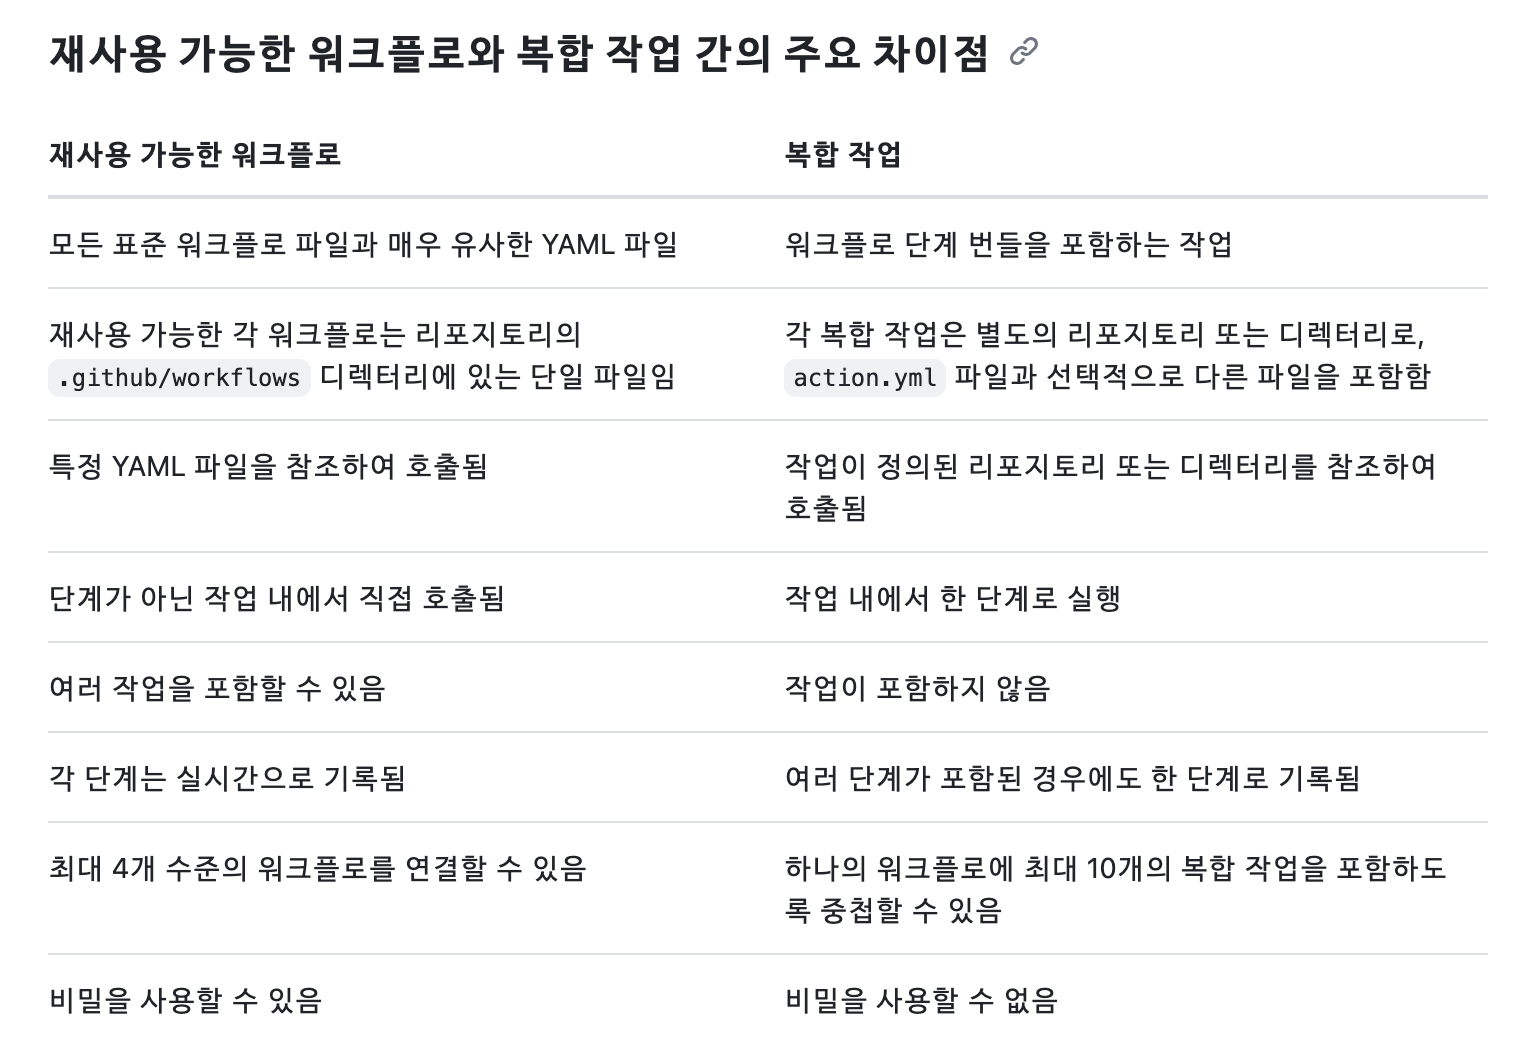 재사용 가능한 워크플로와 복합 작업 간의 주요 차이점
재사용 가능한 워크플로
복합 작업
모든 표준 워크플로 파일과 매우 유사한 YAML 파일
워크플로 단계 번들을 포함하는 작업
재사용 가능한 각 워크플로는 리포지토리의
.github/workflows 디렉터리에 있는 단일 파일임
각 복합 작업은 별도의 리포지토리 또는 디렉터리로,
action.yml 파일과 선택적으로 다른 파일을 포함함
특정 YAML 파일을 참조하여 호출됨
작업이 정의된 리포지토리 또는 디렉터리를 참조하여
호출됨
단계가 아닌 작업 내에서 직접 호출됨
작업 내에서 한 단계로 실행
여러 작업을 포함할 수 있음
작업이 포함하지 않음
각 단계는 실시간으로 기록됨
여러 단계가 포함된 경우에도 한 단계로 기록됨
최대 4개 수준의 워크플로를 연결할 수 있음
하나의 워크플로에 최대 10개의 복합 작업을 포함하도
록 중첩할 수 있음
비밀을 사용할 수 있음
비밀을 사용할 수 없음